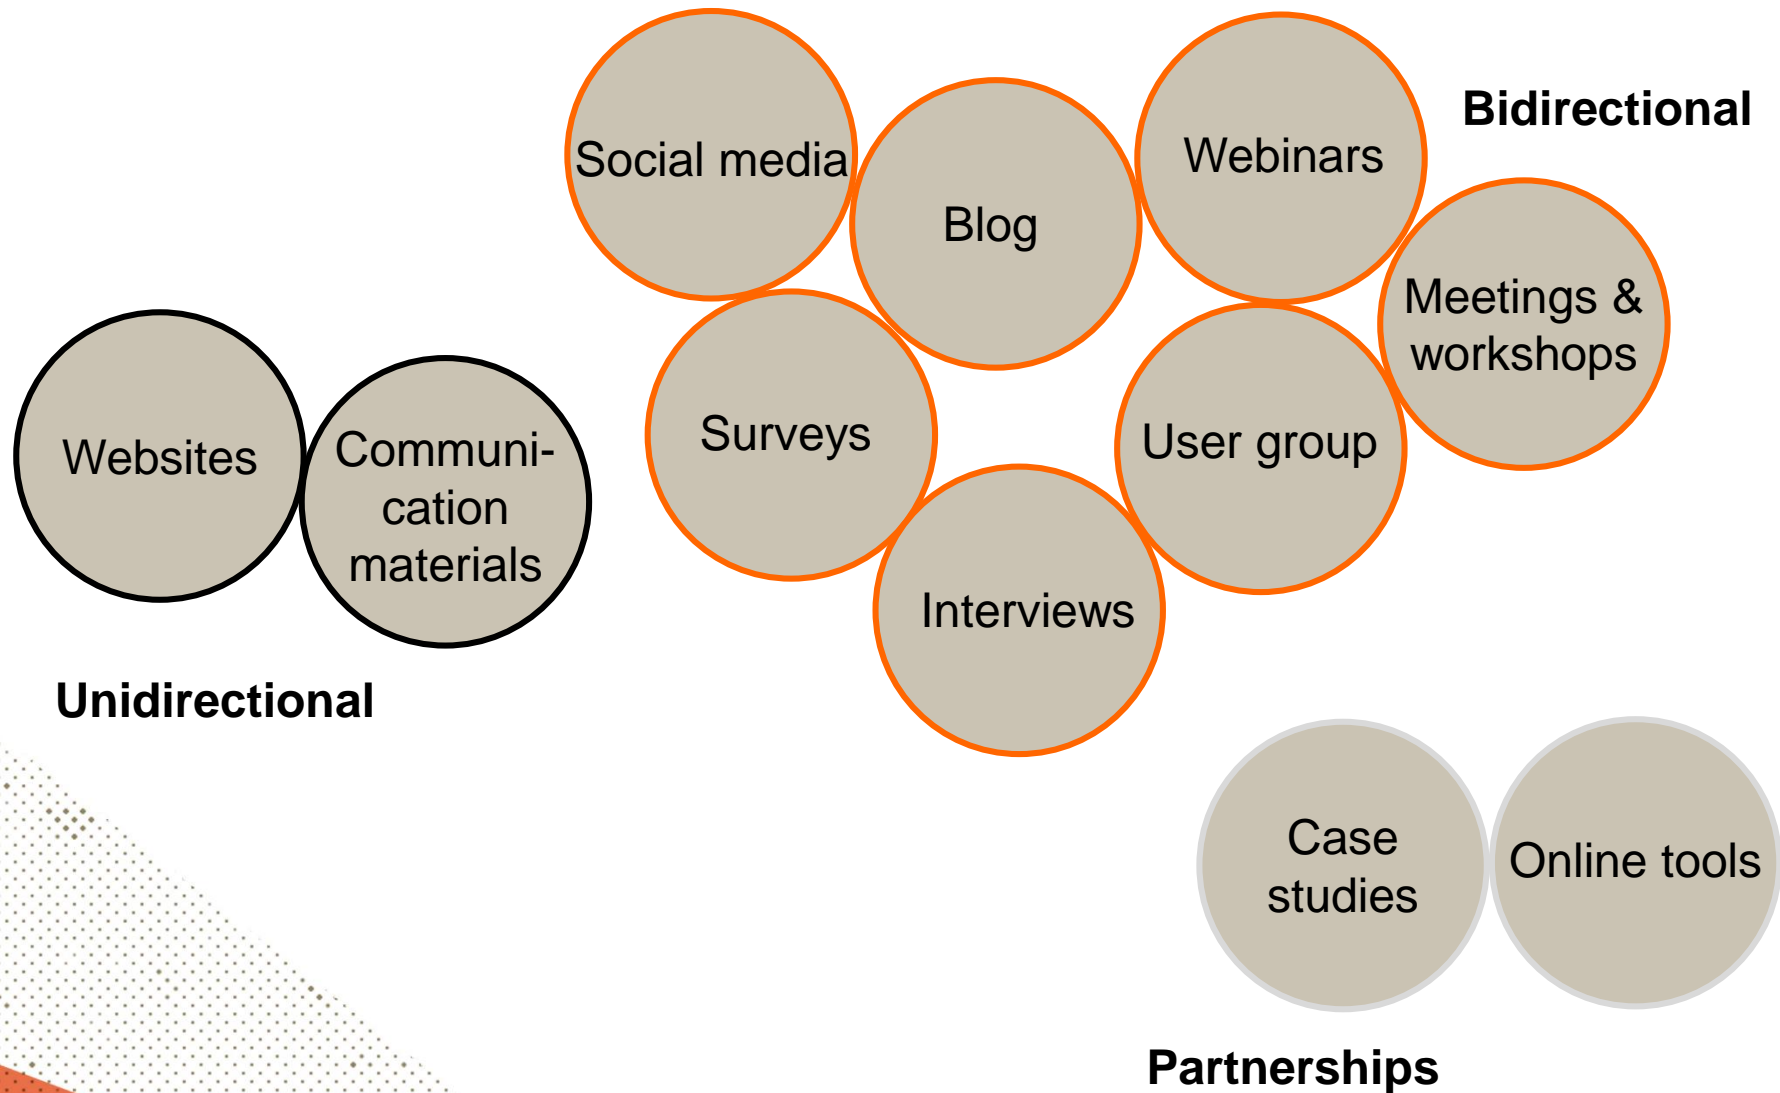 Social media
Blog
Webinars
Bidirectional
Meetings &
workshops
Websites
Communi-
cation
materials
Surveys
User group
Interviews
Unidirectional
Case
studies
Online tools
Partnerships